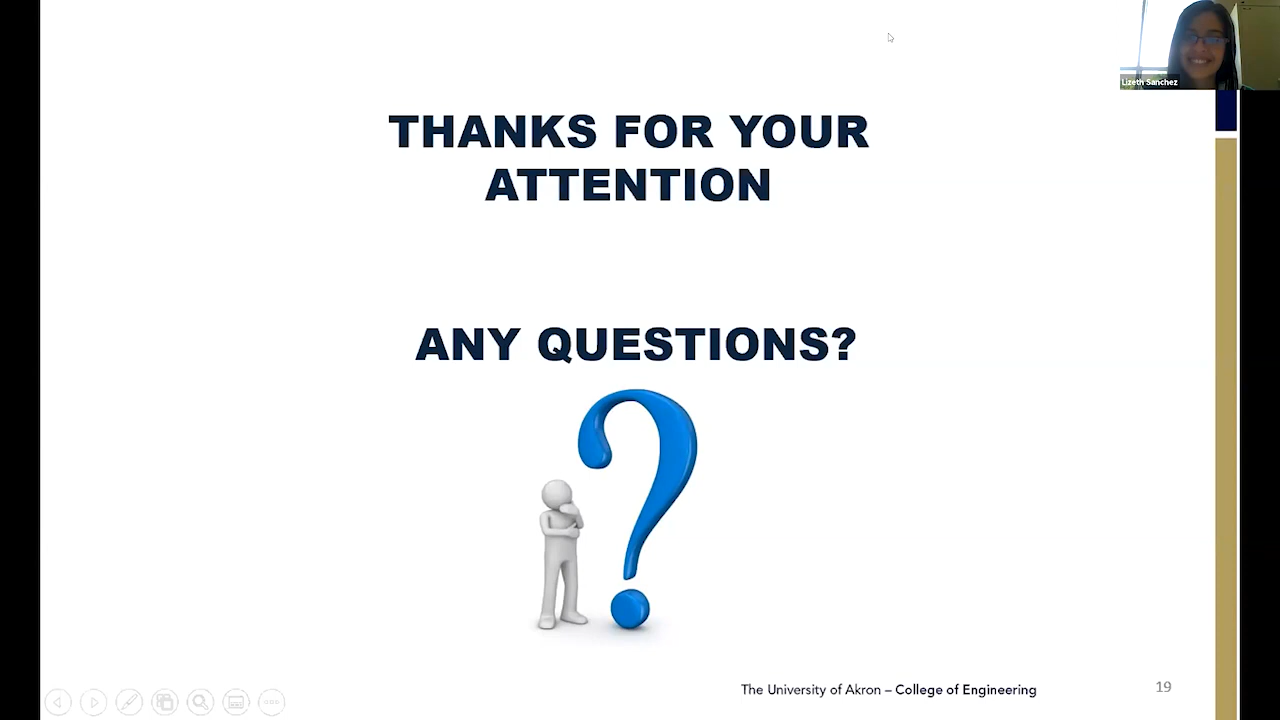 Lizeth Sanchez
THANKS FOR YOUR
ATTENTION
ANY QUESTIONS?
The University of Akron – College of Engineering
19